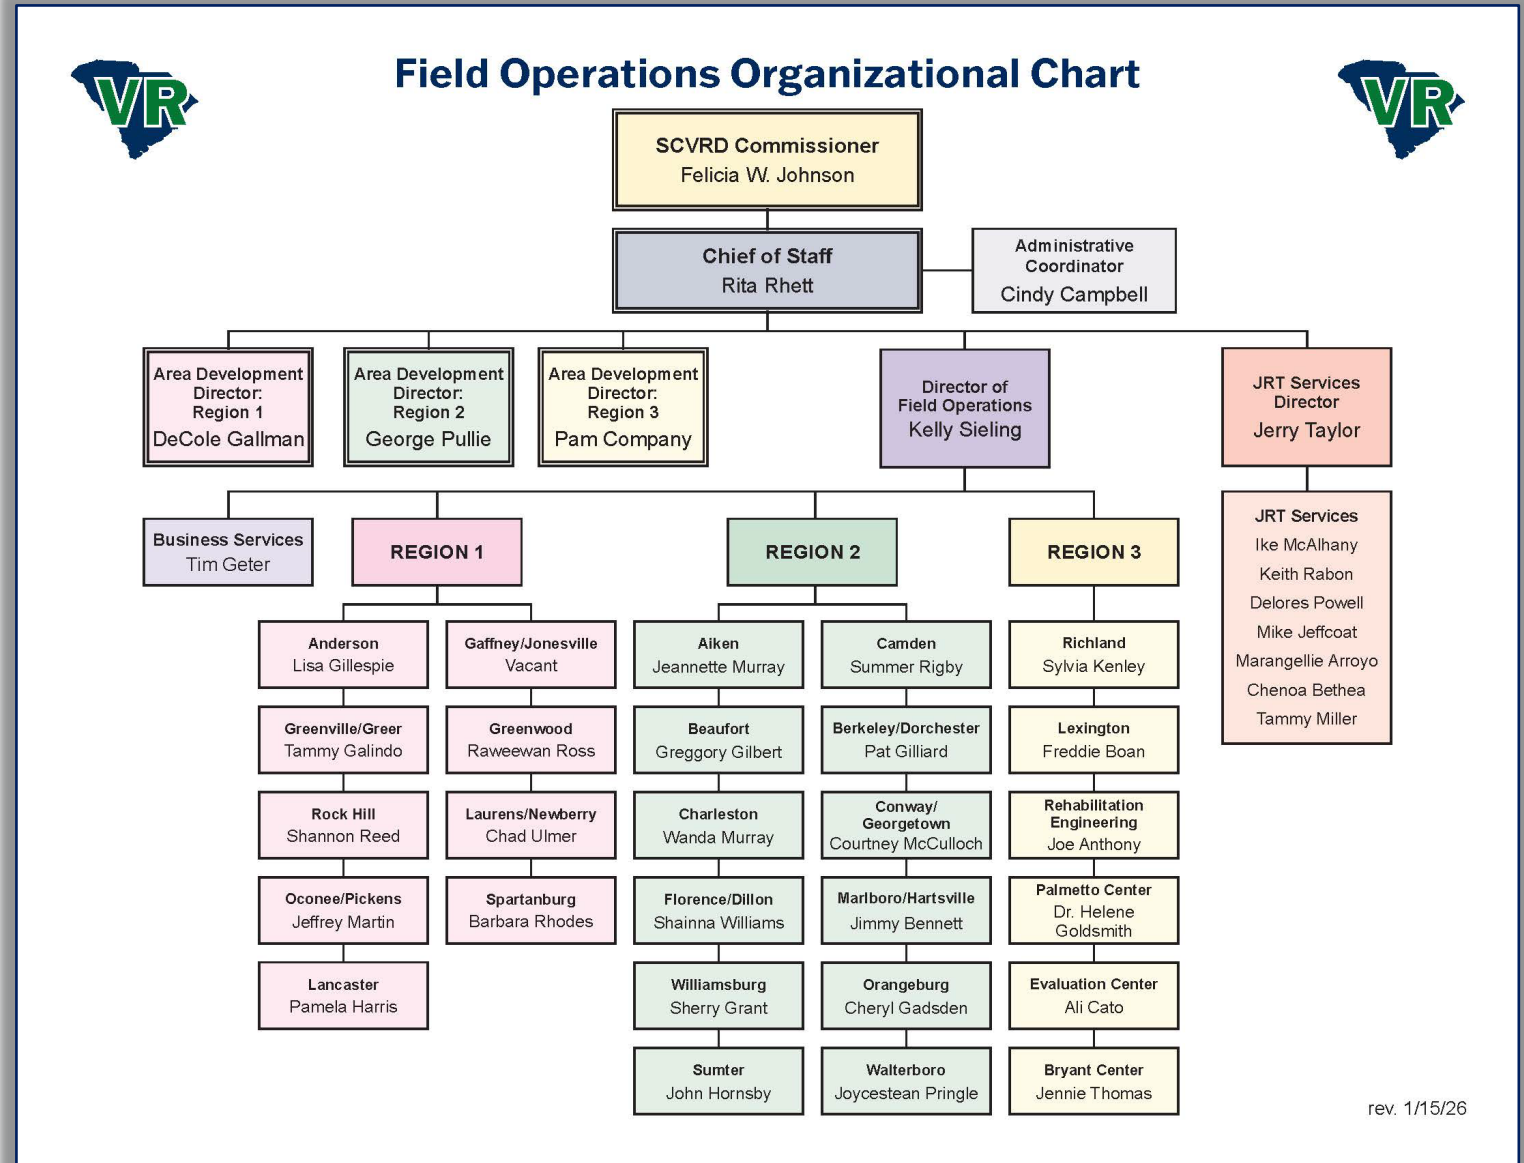 Field Operations Organizational Chart
VR
VR
SCVRD Commissioner
Felicia W. Johnson
Chief of Staff
Rita Rhett
Administrative
Coordinator
Cindy Campbell
Area Development
Director:
Region 1
DeCole Gallman
Area Development
Director:
Region 2
George Pullie
Area Development
Director:
Region 3
Pam Company
Director of
Field Operations
Kelly Sieling
JRT Services
Director
Jerry Taylor
Business Services
Tim Geter
REGION 1
REGION 2
REGION 3
JRT Services
Ike McAlhany
Keith Rabon
Delores Powell
Mike Jeffcoat
Marangellie Arroyo
Chenoa Bethea
Tammy Miller
Anderson
Lisa Gillespie
Greenville/Greer
Tammy Galindo
Rock Hill
Shannon Reed
Oconee/Pickens
Jeffrey Martin
Lancaster
Pamela Harris
Gaffney/Jonesville
Vacant
Greenwood
Raweewan Ross
Laurens/Newberry
Chad Ulmer
Spartanburg
Barbara Rhodes
Aiken
Jeannette Murray
Beaufort
Greggory Gilbert
Charleston
Wanda Murray
Florence/Dillon
Shainna Williams
Williamsburg
Sherry Grant
Sumter
John Hornsby
Camden
Summer Rigby
Berkeley/Dorchester
Pat Gilliard
Conway/
Georgetown
Courtney McCulloch
Marlboro/Hartsville
Jimmy Bennett
Orangeburg
Cheryl Gadsden
Walterboro
Joycestean Pringle
Richland
Sylvia Kenley
Lexington
Freddie Boan
Rehabilitation
Engineering
Joe Anthony
Palmetto Center
Dr. Helene
Goldsmith
Evaluation Center
Ali Cato
Bryant Center
Jennie Thomas
rev. 1/15/26